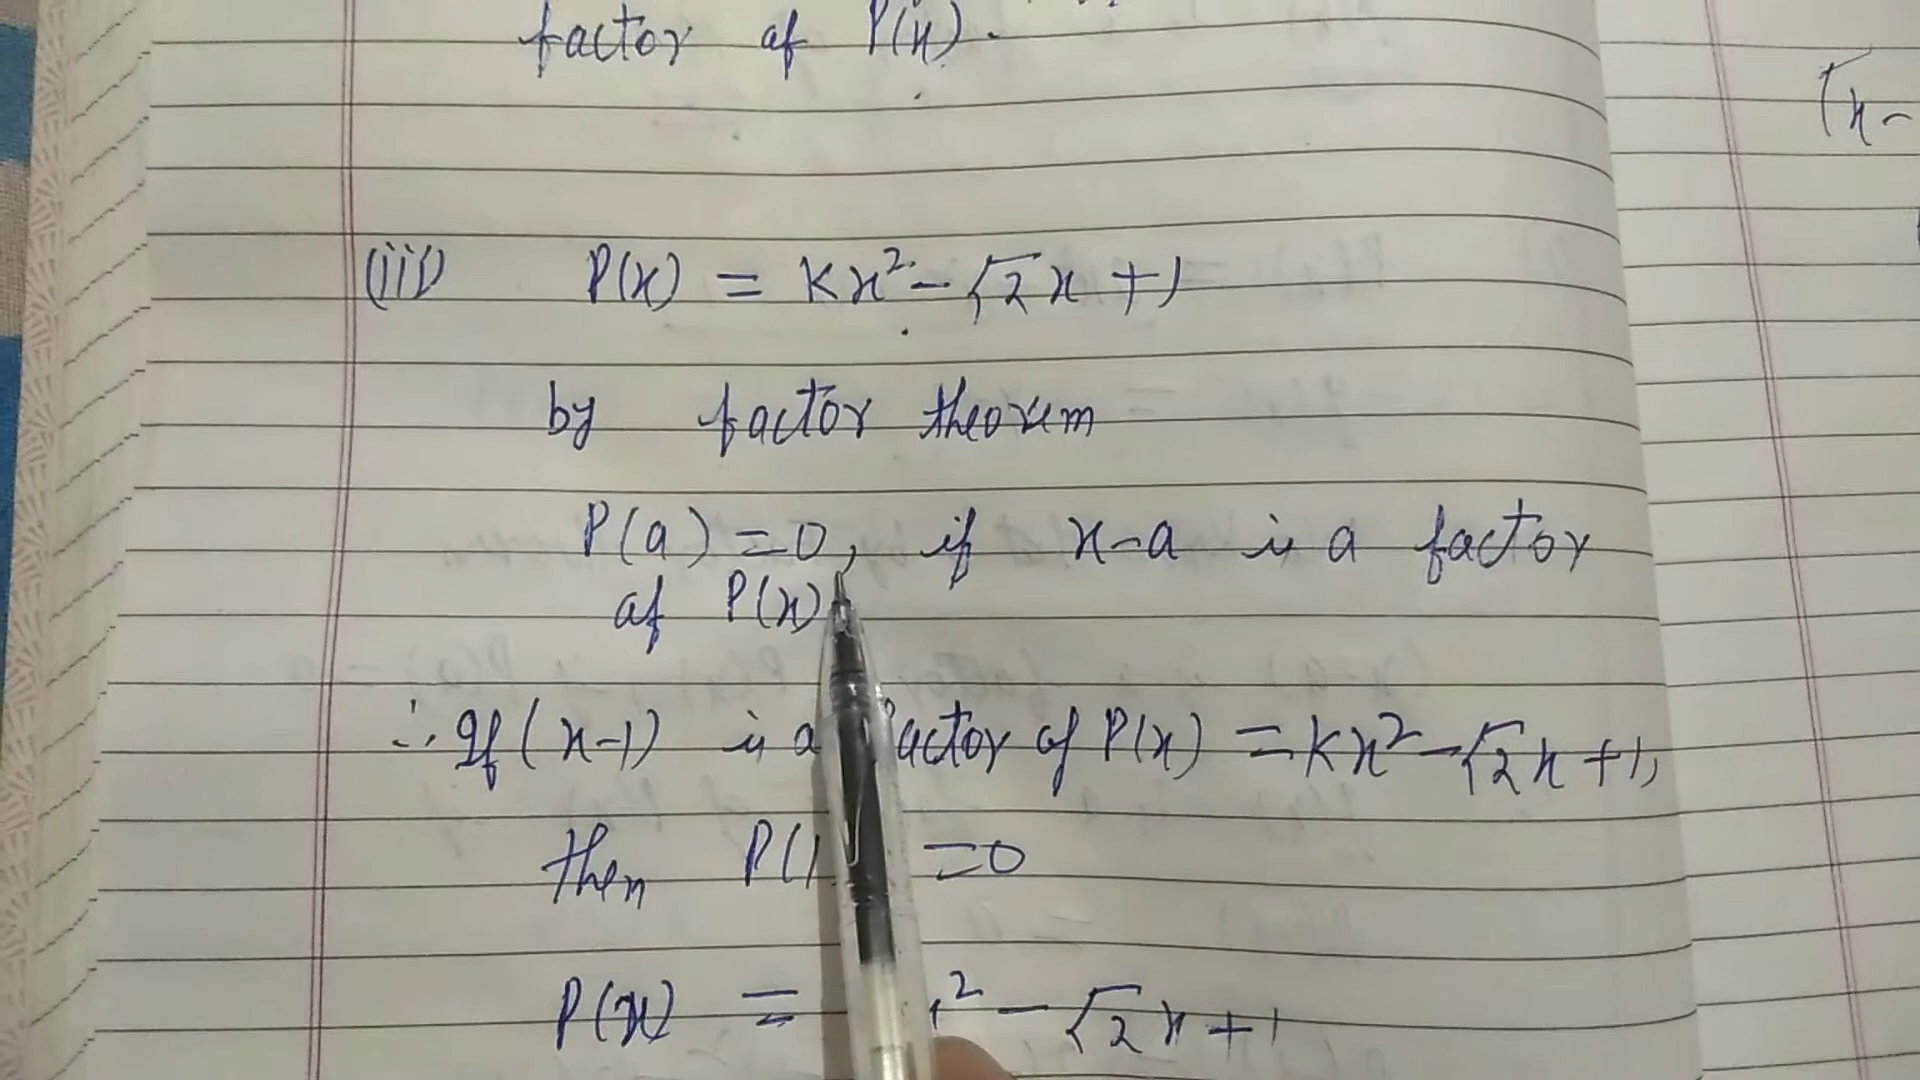 factor of P(x).
(x-
(iii) P(x) = Kx² - √2x + 1
by factor theorem
P(a) = 0, if x-a is a factor
of P(x)
∴ If (x-1) is a factor of P(x) = Kx² - √2x + 1,
then P(1 = 0
P(x) = x² - √2x + 1